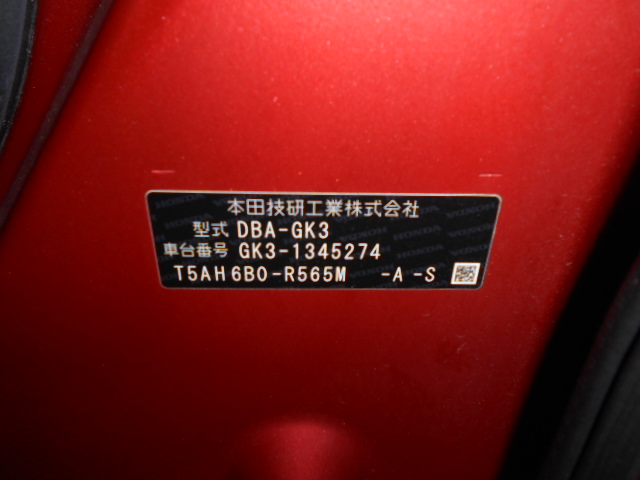 本田技研工業株式会社
型式 DBA-GK3
車台番号 GK3-1345274
T5AH6B0-R565M -A-S